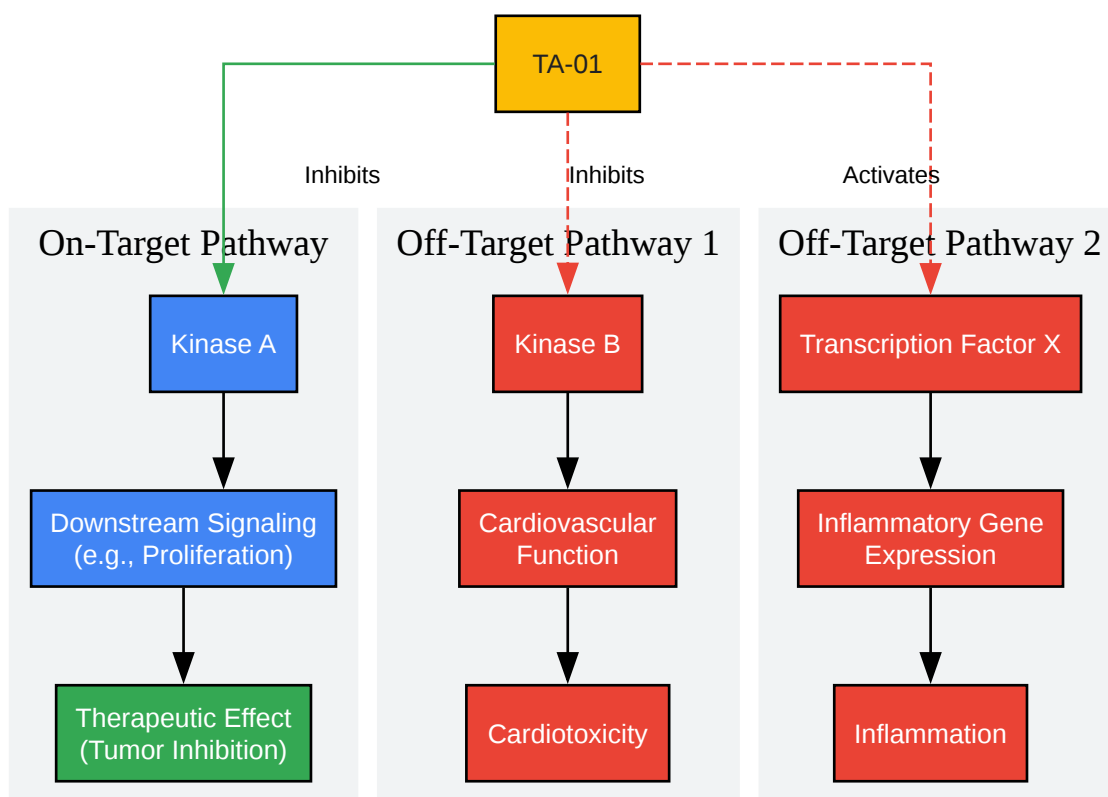 TA-01
Inhibits
Inhibits
Activates
On-Target Pathway
Off-Target Pathway 1
Off-Target Pathway 2
Kinase A
Kinase B
Transcription Factor X
Downstream Signaling
(e.g., Proliferation)
Cardiovascular
Function
Inflammatory Gene
Expression
Therapeutic Effect
(Tumor Inhibition)
Cardiotoxicity
Inflammation